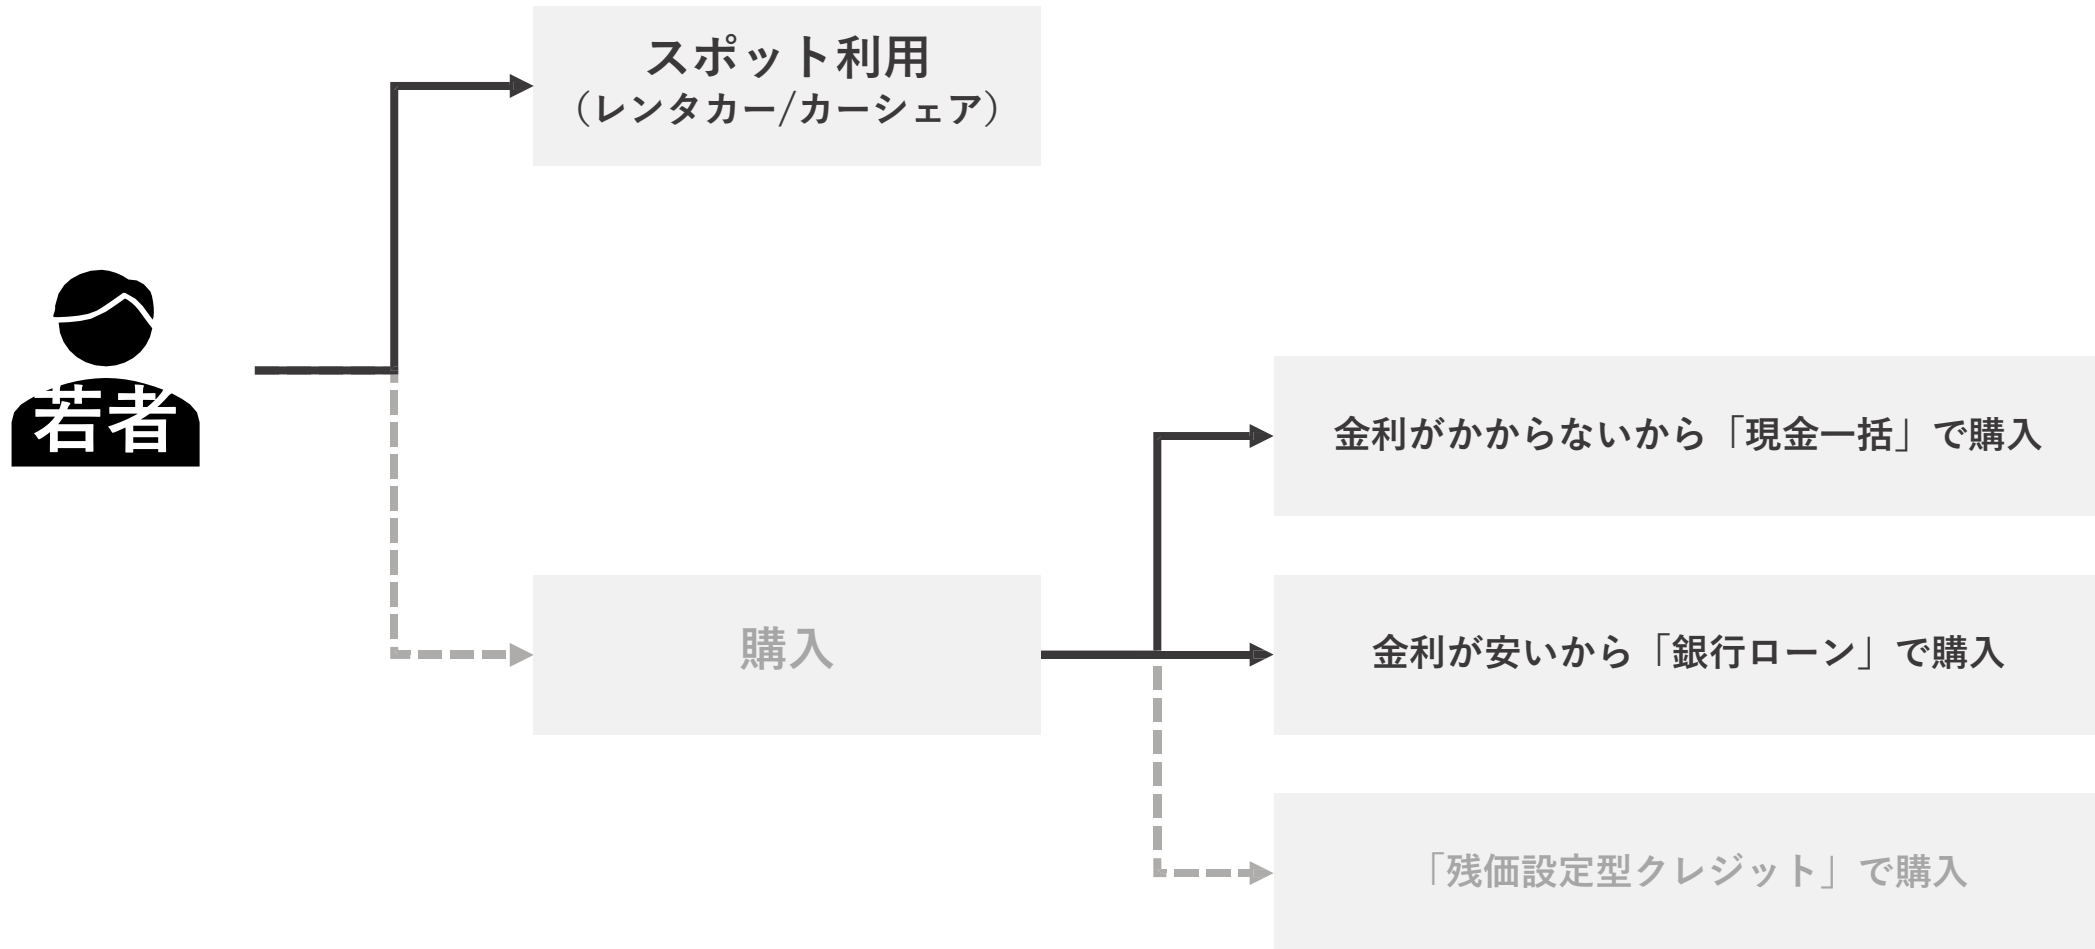 スポット利用
（レンタカー/カーシェア）
若者
金利がかからないから「現金一括」で購入
購入
金利が安いから「銀行ローン」で購入
「残価設定型クレジット」で購入